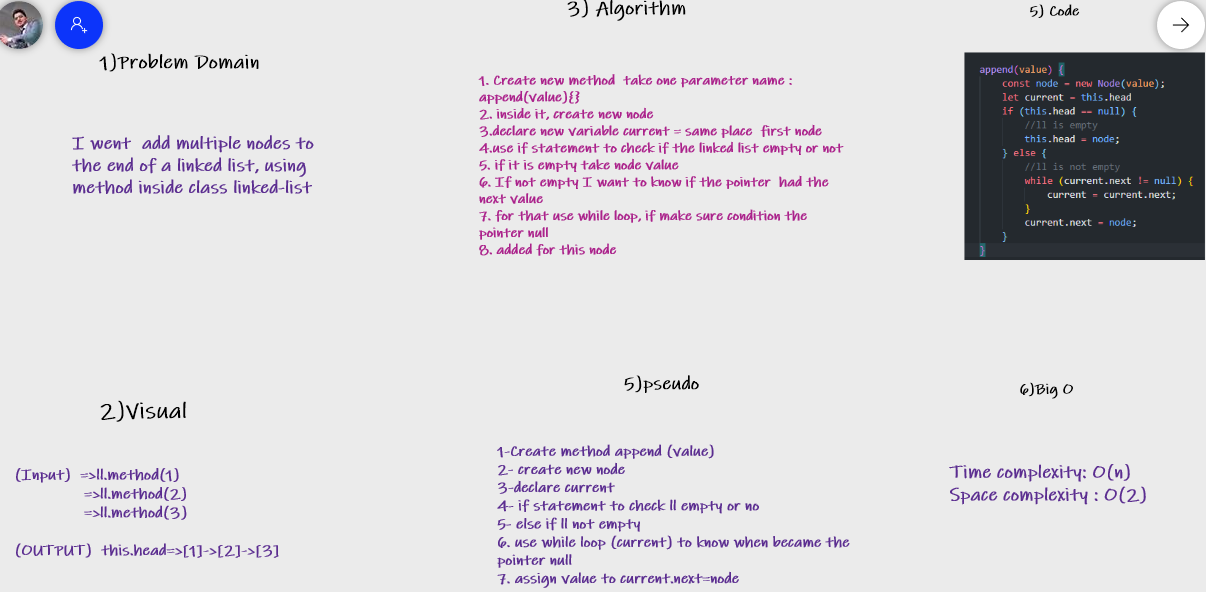 1)Problem Domain
I went add multiple nodes to
the end of a linked list, using
method inside class linked-list
2)Visual
(Input) =>ll.method(1)
=>ll.method(2)
=>ll.method(3)
(OUTPUT) this.head=>[1]->[2]->[3]
3) Algorithm
1. Create new method take one parameter name :
append(value){}
2. inside it, create new node
3.declare new variable current = same place first node
4.use if statement to check if the linked list empty or not
5. if it is empty take node value
6. If not empty I want to know if the pointer had the
next value
7. for that use while loop, if make sure condition the
pointer null
8. added for this node
5)pseudo
1-Create method append (value)
2- create new node
3-declare current
4- if statement to check ll empty or no
5- else if ll not empty
6. use while loop (current) to know when became the
pointer null
7. assign value to current.next=node
5) Code
append(value) {
const node = new Node(value);
let current = this.head
if (this.head == null) {
//ll is empty
this.head = node;
} else {
//ll is not empty
while (current.next != null) {
current = current.next;
}
current.next = node;
}
}
6)Big O
Time complexity: O(n)
Space complexity : O(2)